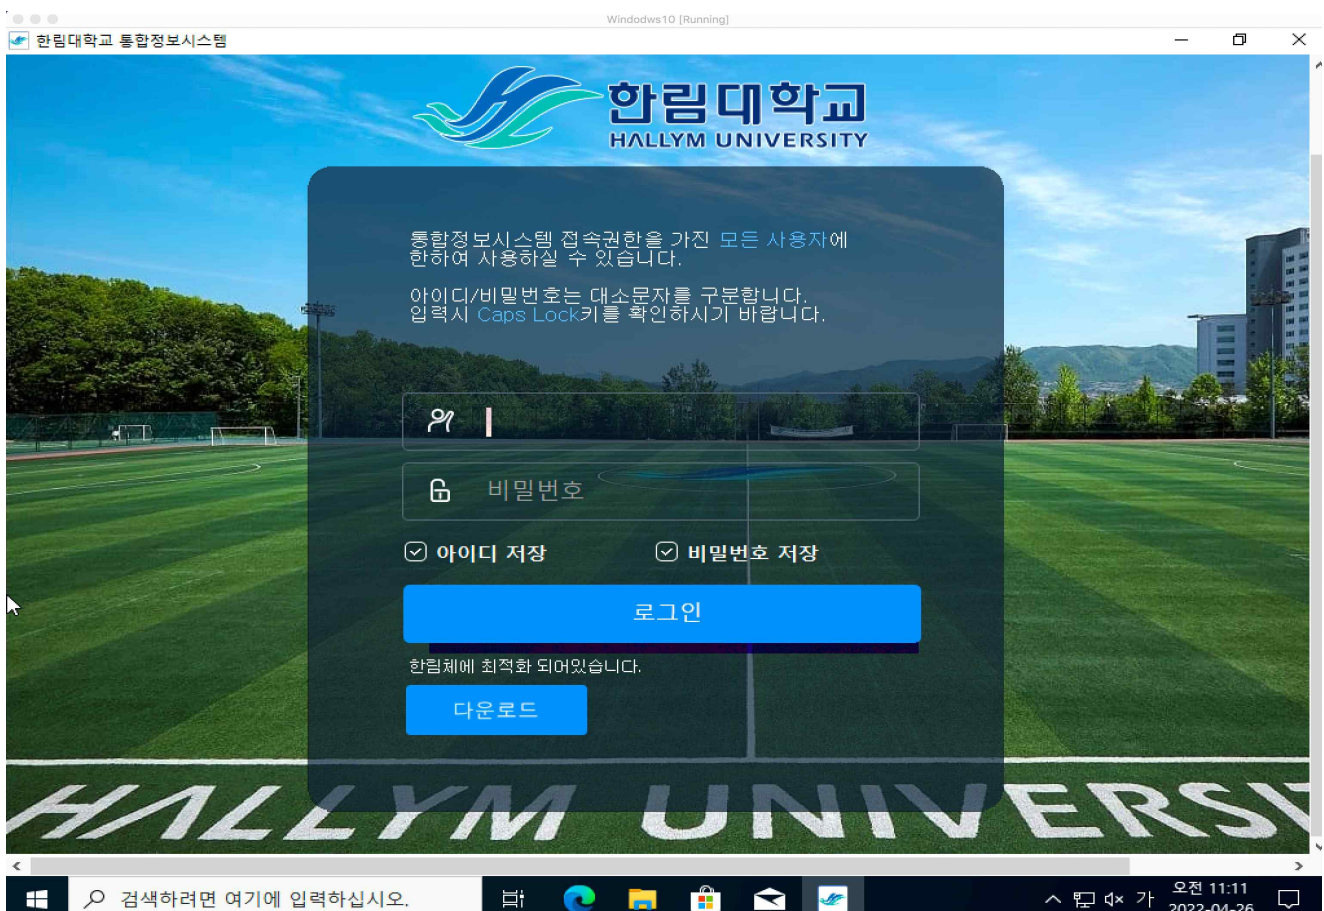 Windodws10 [Running]
한림대학교 통합정보시스템
한림대학교
HALLYM UNIVERSITY
통합정보시스템 접속권한을 가진 모든 사용자에
한하여 사용하실 수 있습니다.
아이디/비밀번호는 대소문자를 구분합니다.
입력시 Caps Lock키를 확인하시기 바랍니다.
비밀번호
아이디 저장 비밀번호 저장
로그인
한림체에 최적화 되어있습니다.
다운로드
HALLYM UNIVERSI
검색하려면 여기에 입력하십시오.
가
오전 11:11
2022-04-26